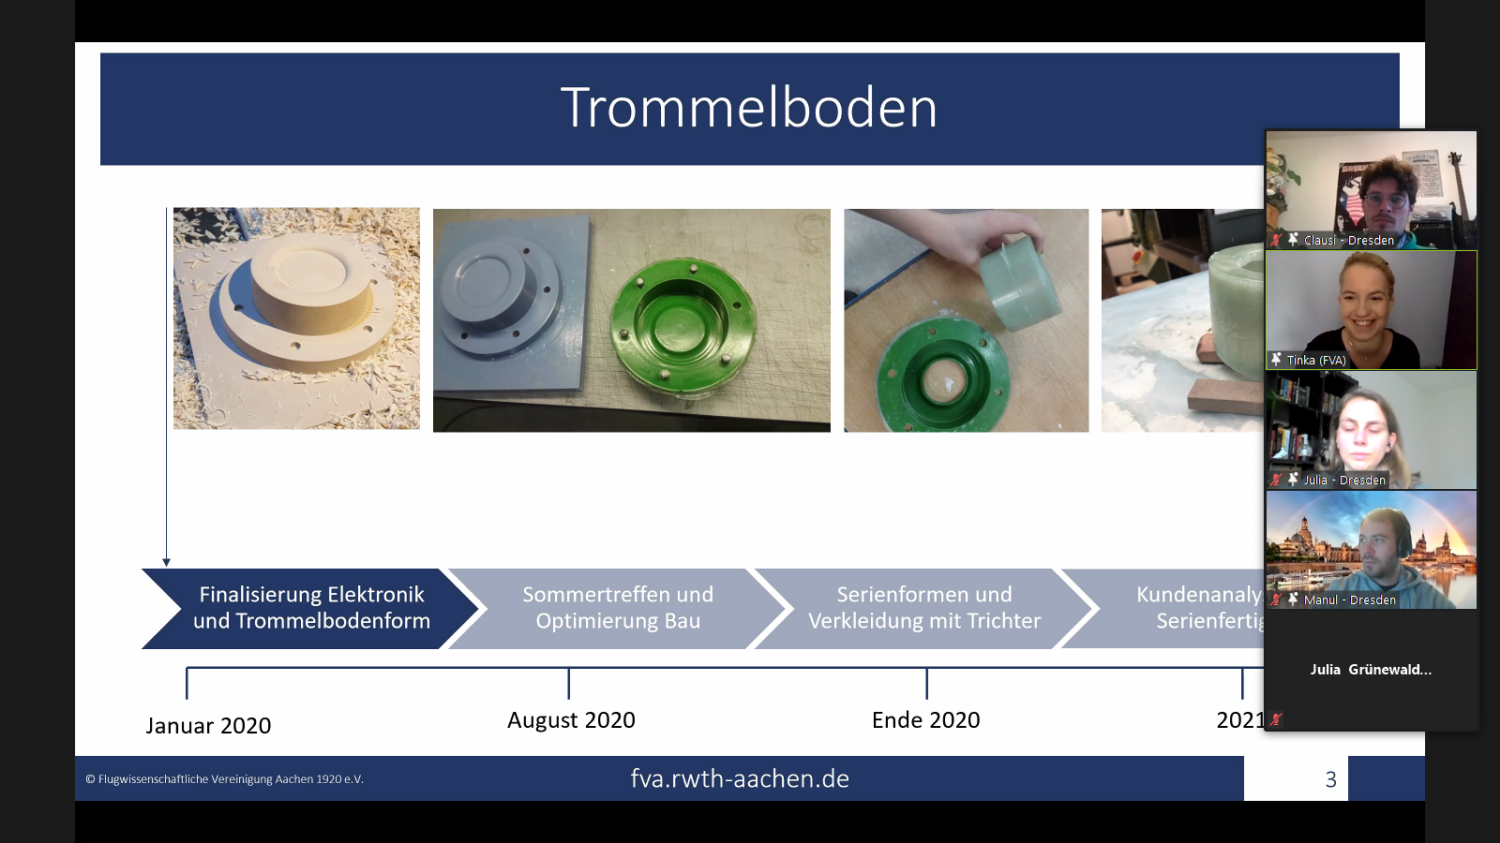 Trommelboden
Clausi - Dresden
Tinka (FVA)
Julia - Dresden
Manul - Dresden
Julia Grünewald...
Finalisierung Elektronik
und Trommelbodenform
Sommertreffen und
Optimierung Bau
Serienformen und
Verkleidung mit Trichter
Kundenanaly
Serienfertig
Januar 2020
August 2020
Ende 2020
2021
© Flugwissenschaftliche Vereinigung Aachen 1920 e.V.
fva.rwth-aachen.de
3